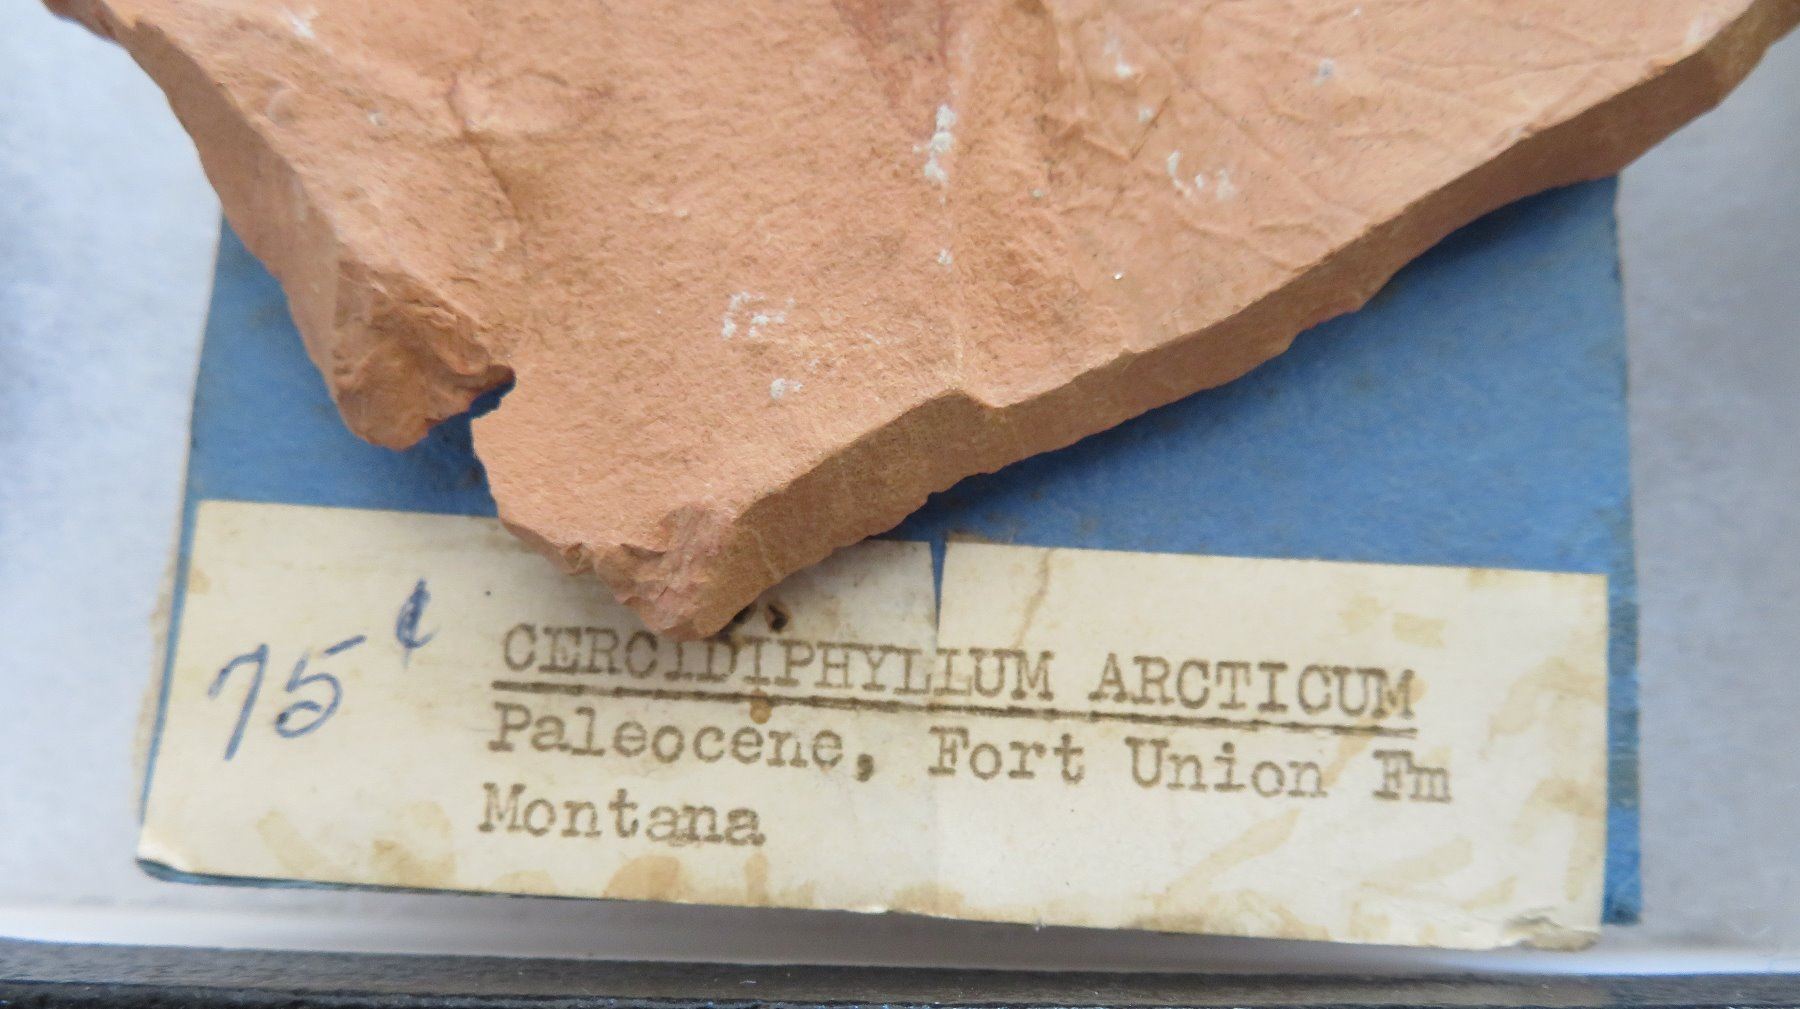 75¢
CERCIDIPHYLLUM ARCTICUM
Paleocene, Fort Union Fm
Montana